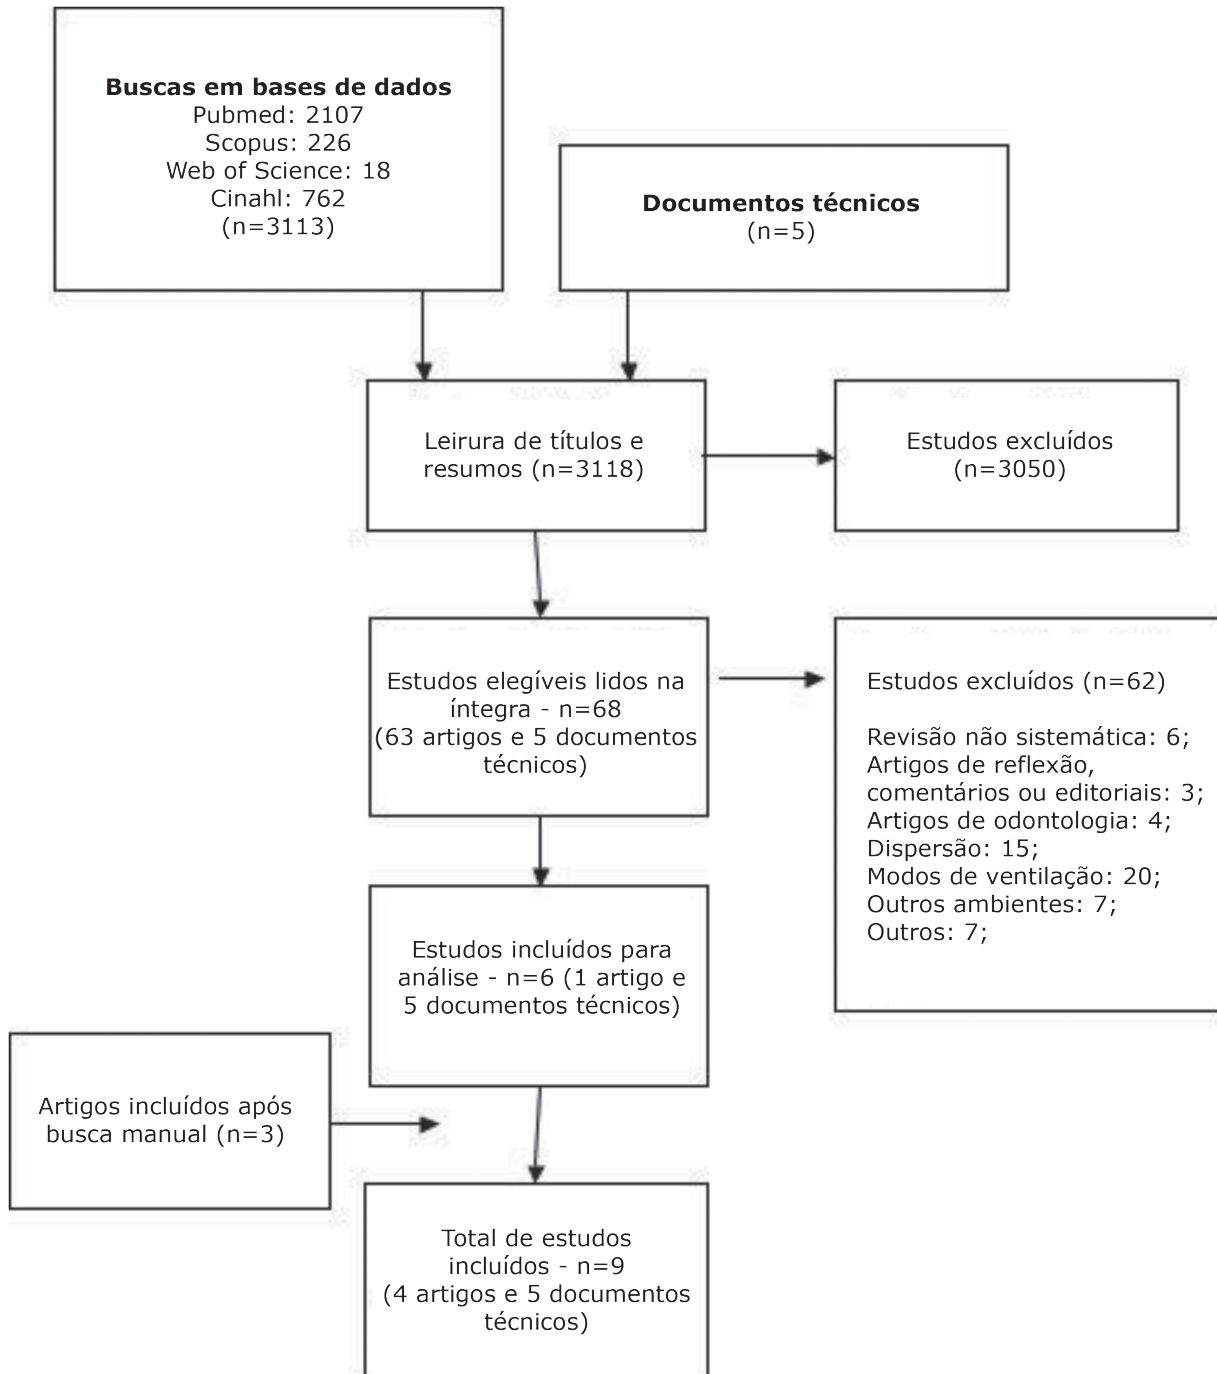 Buscas em bases de dados
Pubmed: 2107
Scopus: 226
Web of Science: 18
Cinahl: 762
(n=3113)
Documentos técnicos
(n=5)
Leirura de títulos e
resumos (n=3118)
Estudos excluídos
(n=3050)
Estudos elegíveis lidos na
íntegra - n=68
(63 artigos e 5 documentos
técnicos)
Estudos excluídos (n=62)
Revisão não sistemática: 6;
Artigos de reflexão,
comentários ou editoriais: 3;
Artigos de odontologia: 4;
Dispersão: 15;
Modos de ventilação: 20;
Outros ambientes: 7;
Outros: 7;
Estudos incluídos para
análise - n=6 (1 artigo e
5 documentos técnicos)
Artigos incluídos após
busca manual (n=3)
Total de estudos
incluídos - n=9
(4 artigos e 5 documentos
técnicos)